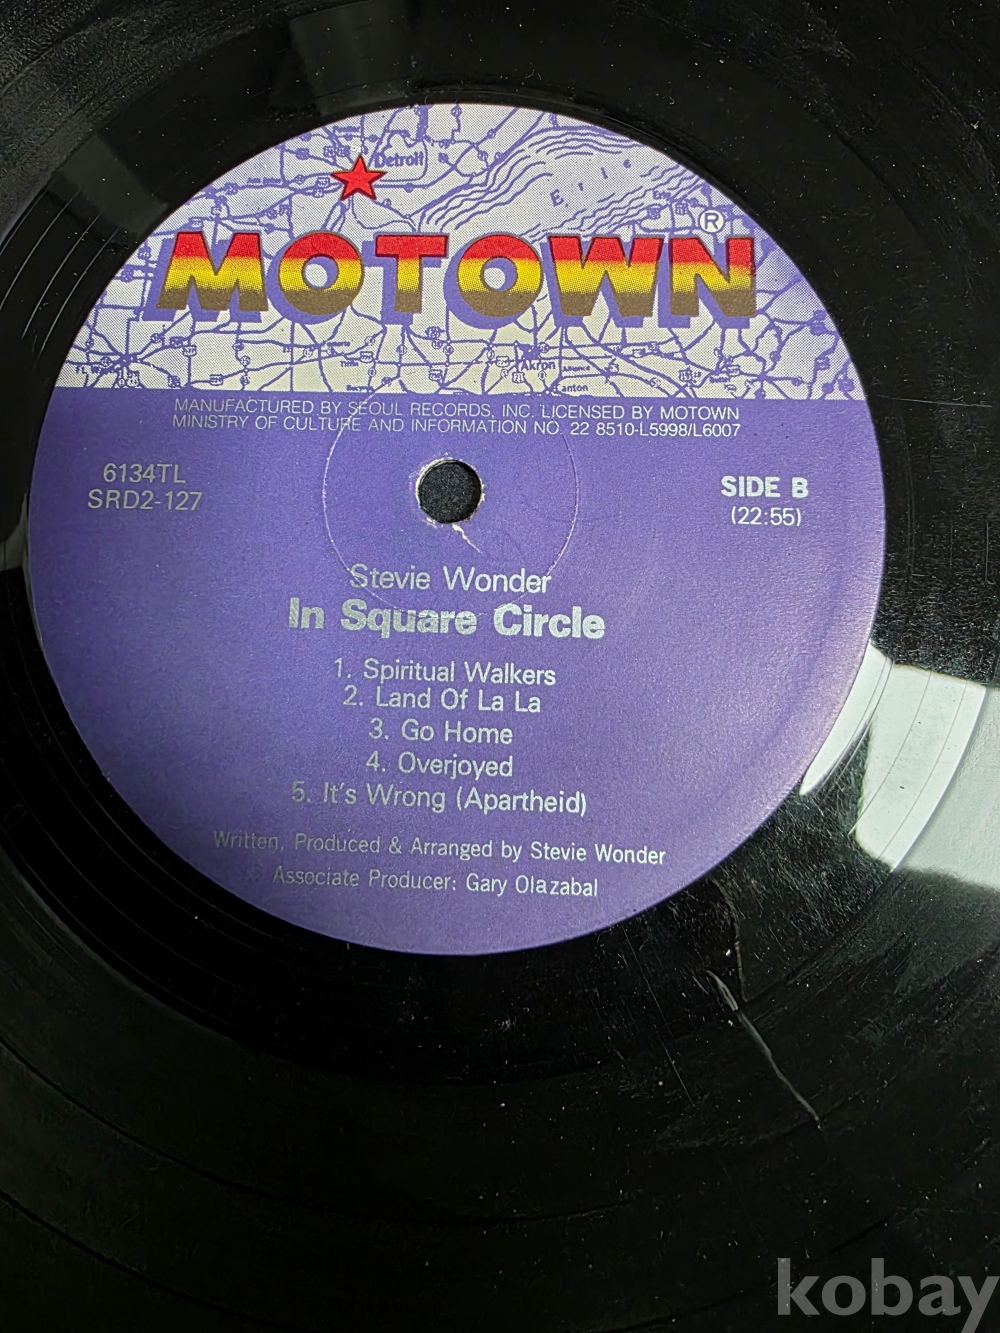 Detroit
Erie
MOTOWN ®
Akron
Canton
MANUFACTURED BY SEOUL RECORDS, INC. LICENSED BY MOTOWN
MINISTRY OF CULTURE AND INFORMATION NO. 22 8510-L5998/L6007
6134TL
SRD2-127
SIDE B
(22:55)
Stevie Wonder
In Square Circle
1. Spiritual Walkers
2. Land Of La La
3. Go Home
4. Overjoyed
5. It's Wrong (Apartheid)
Written, Produced & Arranged by Stevie Wonder
Associate Producer: Gary Olazabal
kobay